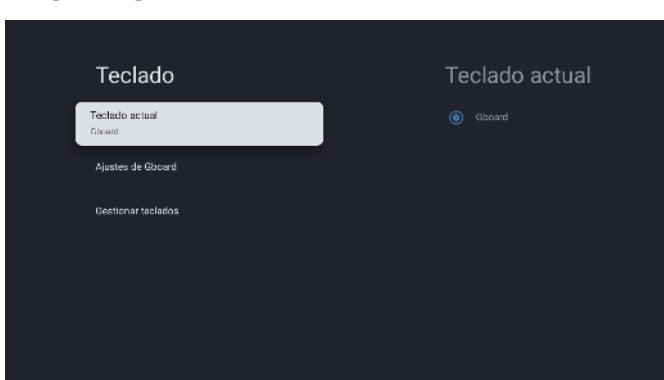 Teclado
Teclado actual
Gboard
Ajustes de Gboard
Gestionar teclados
Teclado actual
Gboard